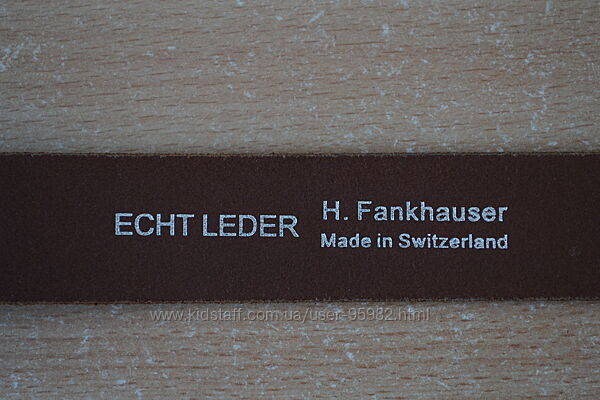 ECHT LEDER
H. Fankhauser
Made in Switzerland
www.kidstaff.com.ua/user-95982.html